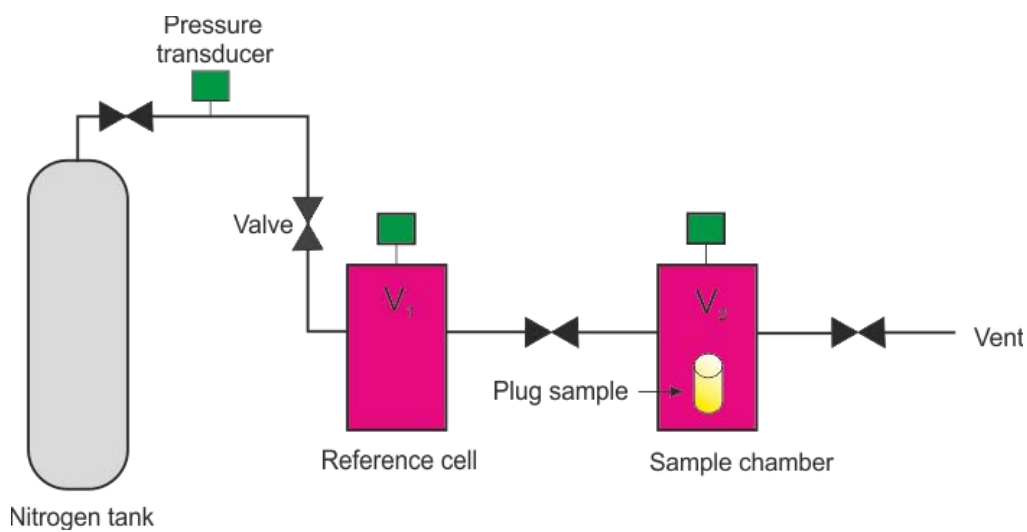 Pressure
transducer
Valve
V₁
V₂
Vent
Plug sample
Reference cell
Sample chamber
Nitrogen tank